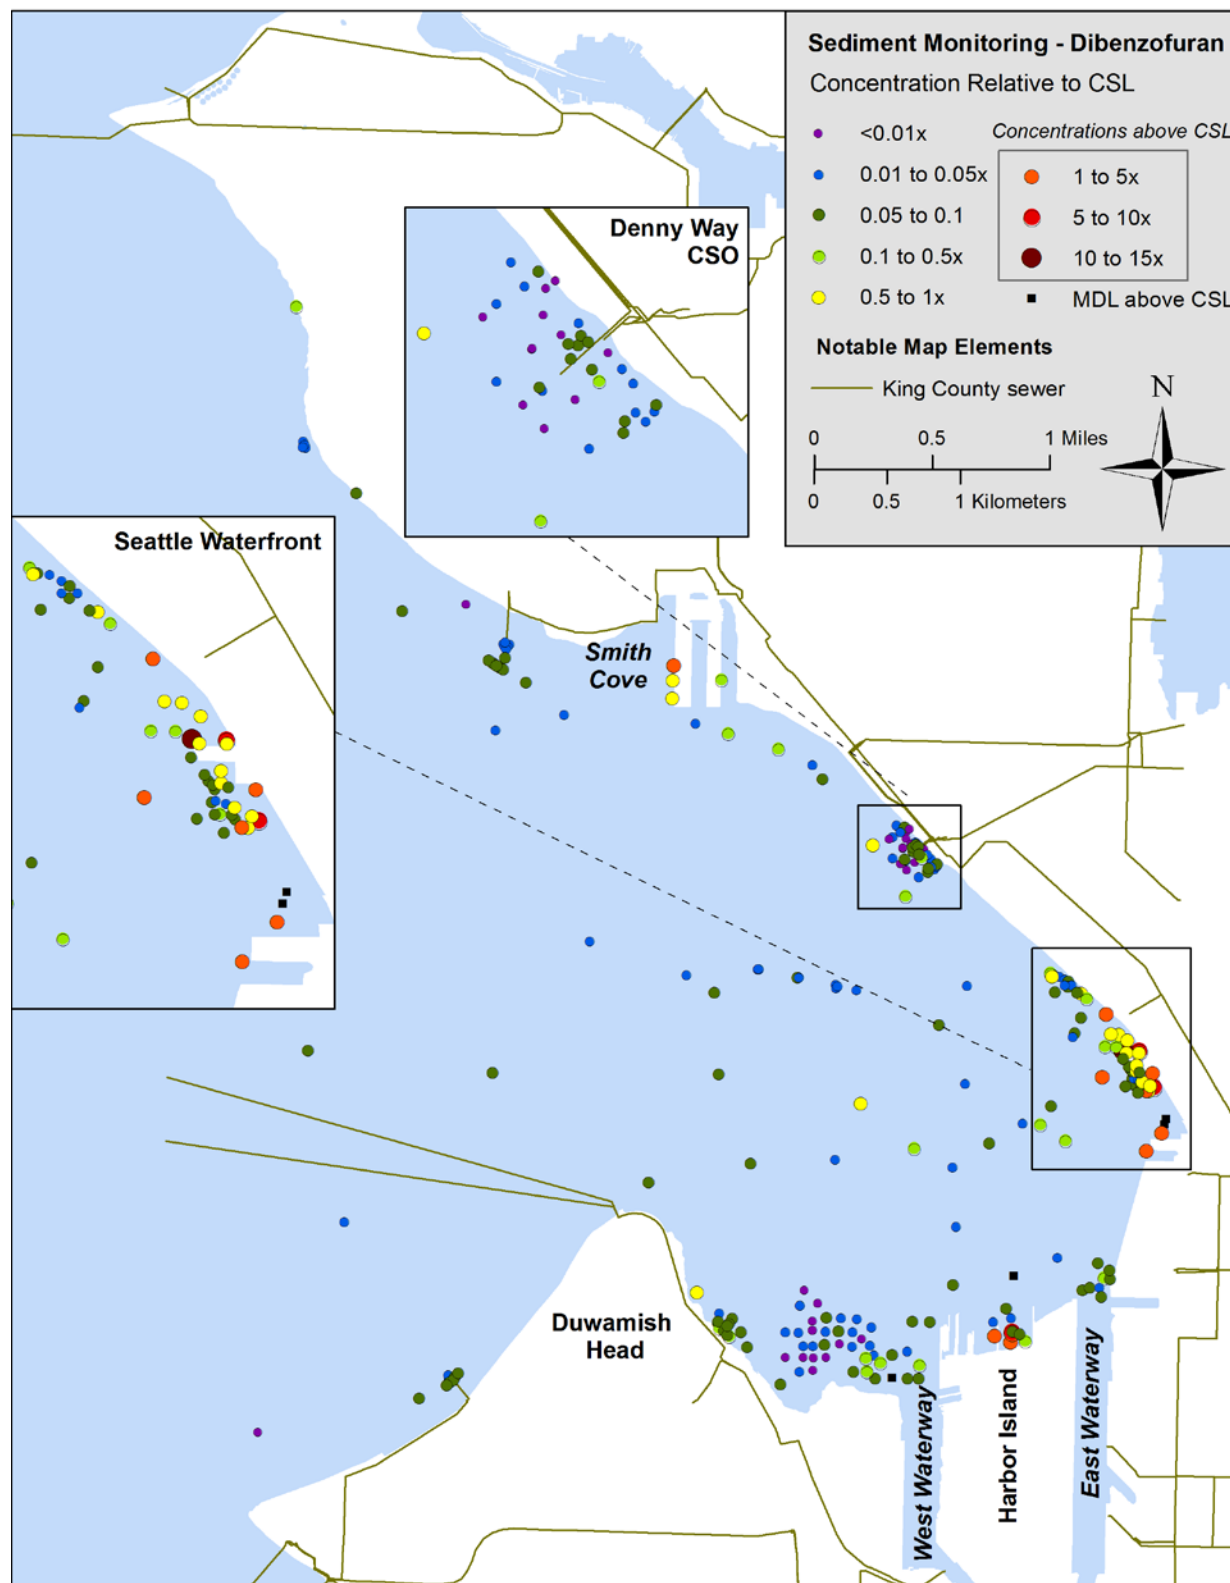 Sediment Monitoring - Dibenzofuran
Concentration Relative to CSL
<0.01x
Concentrations above CSL
0.01 to 0.05x
1 to 5x
0.05 to 0.1
5 to 10x
0.1 to 0.5x
10 to 15x
0.5 to 1x
MDL above CSL
Notable Map Elements
King County sewer
N
0 0.5 1 Miles
0 0.5 1 Kilometers
Denny Way
CSO
Seattle Waterfront
Smith
Cove
Duwamish
Head
West Waterway
Harbor Island
East Waterway